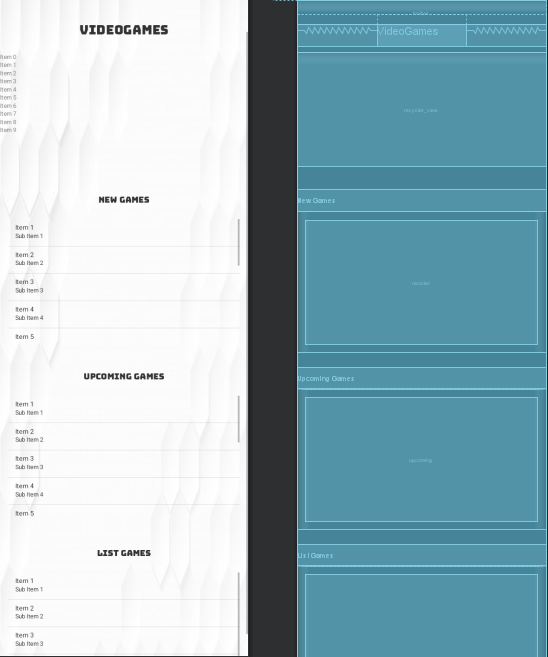 VIDEOGAMES
Item 0
Item 1
Item 2
Item 3
Item 4
Item 5
Item 6
Item 7
Item 8
Item 9
NEW GAMES
Item 1
Sub Item 1
Item 2
Sub Item 2
Item 3
Sub Item 3
Item 4
Sub Item 4
Item 5
UPCOMING GAMES
Item 1
Sub Item 1
Item 2
Sub Item 2
Item 3
Sub Item 3
Item 4
Sub Item 4
Item 5
LIST GAMES
Item 1
Sub Item 1
Item 2
Sub Item 2
Item 3
Sub Item 3
VideoGames
recycler_view
New Games
Upcoming Games
upcoming
List Games